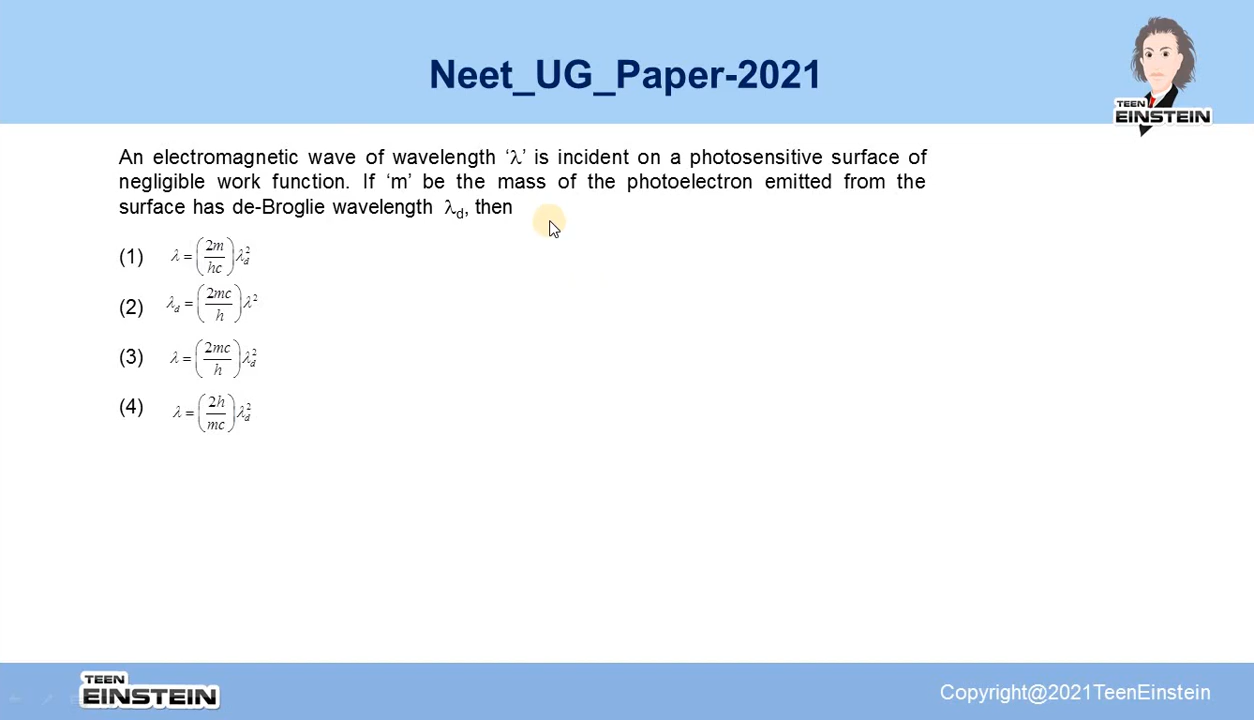 Neet_UG_Paper-2021
TEEN
EINSTEIN
An electromagnetic wave of wavelength ‘λ’ is incident on a photosensitive surface of
negligible work function. If ‘m’ be the mass of the photoelectron emitted from the
surface has de-Broglie wavelength λd, then
(1) λ = (2m/hc) λd²
(2) λd = (2mc/h) λ²
(3) λ = (2mc/h) λd²
(4) λ = (2h/mc) λd²
TEEN
EINSTEIN
Copyright@2021TeenEinstein